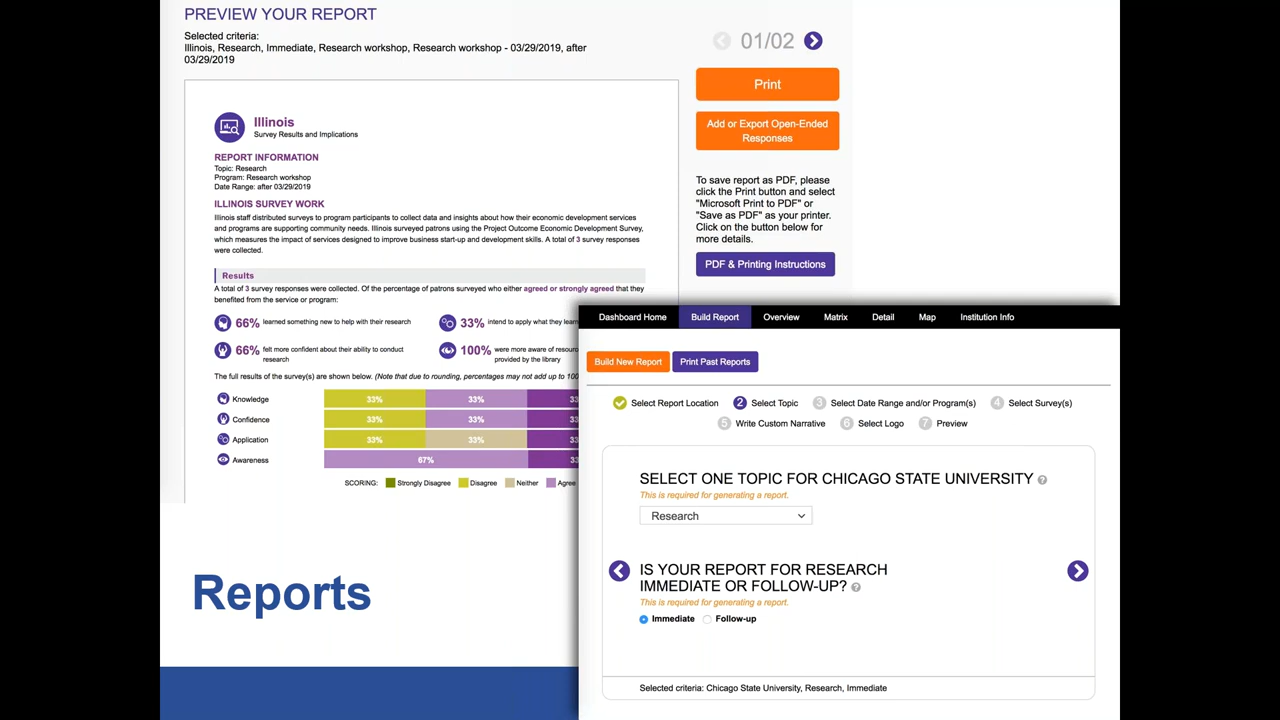 PREVIEW YOUR REPORT
Selected criteria:
Illinois, Research, Immediate, Research workshop, Research workshop - 03/29/2019, after
03/29/2019
01/02
Print
Add or Export Open-Ended
Responses
To save report as PDF, please
click the Print button and select
"Microsoft Print to PDF" or
"Save as PDF" as your printer.
Click on the button below for
more details.
PDF & Printing Instructions
Illinois
Survey Results and Implications
REPORT INFORMATION
Topic: Research
Program: Research workshop
Date Range: after 03/29/2019
ILLINOIS SURVEY WORK
Illinois staff distributed surveys to program participants to collect data and insights about how their economic development services
and programs are supporting community needs. Illinois surveyed patrons using the Project Outcome Economic Development Survey,
which measures the impact of services designed to improve business start-up and development skills. A total of 3 survey responses
were collected.
Results
A total of 3 survey responses were collected. Of the percentage of patrons surveyed who either agreed or strongly agreed that they
benefited from the service or program:
66% learned something new to help with their research
33% intend to apply what they
66% fell more confident about their ability to conduct
research
100% were more aware of
provided by the library
The full results of the survey(s) are shown below. (Note that due to rounding, percentages may not add up to
Knowledge 33% 33%
Confidence 33% 33%
Application 33% 33%
Awareness 67%
SCORING: Strongly Disagree Disagree Neither Agree
Reports
Dashboard Home Build Report Overview Matrix Detail Map Institution Info
Build New Report Print Past Reports
Select Report Location 2 Select Topic 3 Select Date Range and/or Program(s) 4 Select Survey(s)
5 Write Custom Narrative 6 Select Logo 7 Preview
SELECT ONE TOPIC FOR CHICAGO STATE UNIVERSITY ?
This is required for generating a report.
Research
IS YOUR REPORT FOR RESEARCH
IMMEDIATE OR FOLLOW-UP? ?
This is required for generating a report.
Immediate Follow-up
Selected criteria: Chicago State University, Research, Immediate